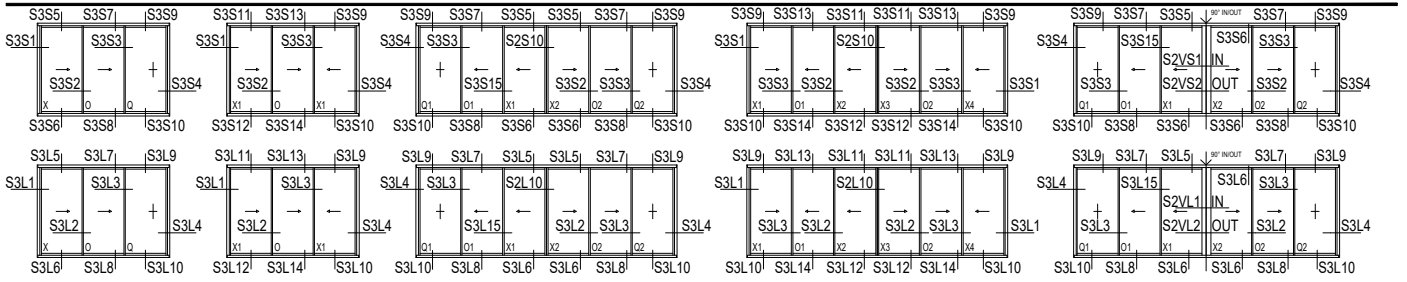 S3S5 S3S7 S3S9 S3S11 S3S13 S3S9 S3S9 S3S7 S3S5 S3S5 S3S7 S3S9 S3S9 S3S13 S3S11 S3S11 S3S13 S3S9 S3S9 S3S7 S3S5 90° IN/OUT S3S7 S3S9
S3S1 S3S3 S3S1 S3S3 S3S4 S3S3 S2S10 S3S1 S2S10 S3S4 S3S15 S3S6 S3S3
S2VS1 IN
S3S2 S3S4 S3S2 S3S4 S3S15 S3S2 S3S3 S3S4 S3S3 S3S2 S3S2 S3S3 S3S1 S3S3 S2VS2 OUT S3S2 S3S4
X O Q X1 O X1 Q1 O1 X1 X2 O2 Q2 X1 O1 X2 X3 O2 X4 Q1 O1 X1 X2 O2 Q2
S3S6 S3S8 S3S10 S3S12 S3S14 S3S10 S3S10 S3S8 S3S6 S3S6 S3S8 S3S10 S3S10 S3S14 S3S12 S3S12 S3S14 S3S10 S3S10 S3S8 S3S6 S3S6 S3S8 S3S10
S3L5 S3L7 S3L9 S3L11 S3L13 S3L9 S3L9 S3L7 S3L5 S3L5 S3L7 S3L9 S3L9 S3L13 S3L11 S3L11 S3L13 S3L9 S3L9 S3L7 S3L5 90° IN/OUT S3L7 S3L9
S3L1 S3L3 S3L1 S3L3 S3L4 S3L3 S2L10 S3L1 S2L10 S3L4 S3L15 S3L6 S3L3
S2VL1 IN
S3L2 S3L4 S3L2 S3L4 S3L15 S3L2 S3L3 S3L4 S3L3 S3L2 S3L2 S3L3 S3L1 S3L3 S2VL2 OUT S3L2 S3L4
X O Q X1 O X1 Q1 O1 X1 X2 O2 Q2 X1 O1 X2 X3 O2 X4 Q1 O1 X1 X2 O2 Q2
S3L6 S3L8 S3L10 S3L12 S3L14 S3L10 S3L10 S3L8 S3L6 S3L6 S3L8 S3L10 S3L10 S3L14 S3L12 S3L12 S3L14 S3L10 S3L10 S3L8 S3L6 S3L6 S3L8 S3L10